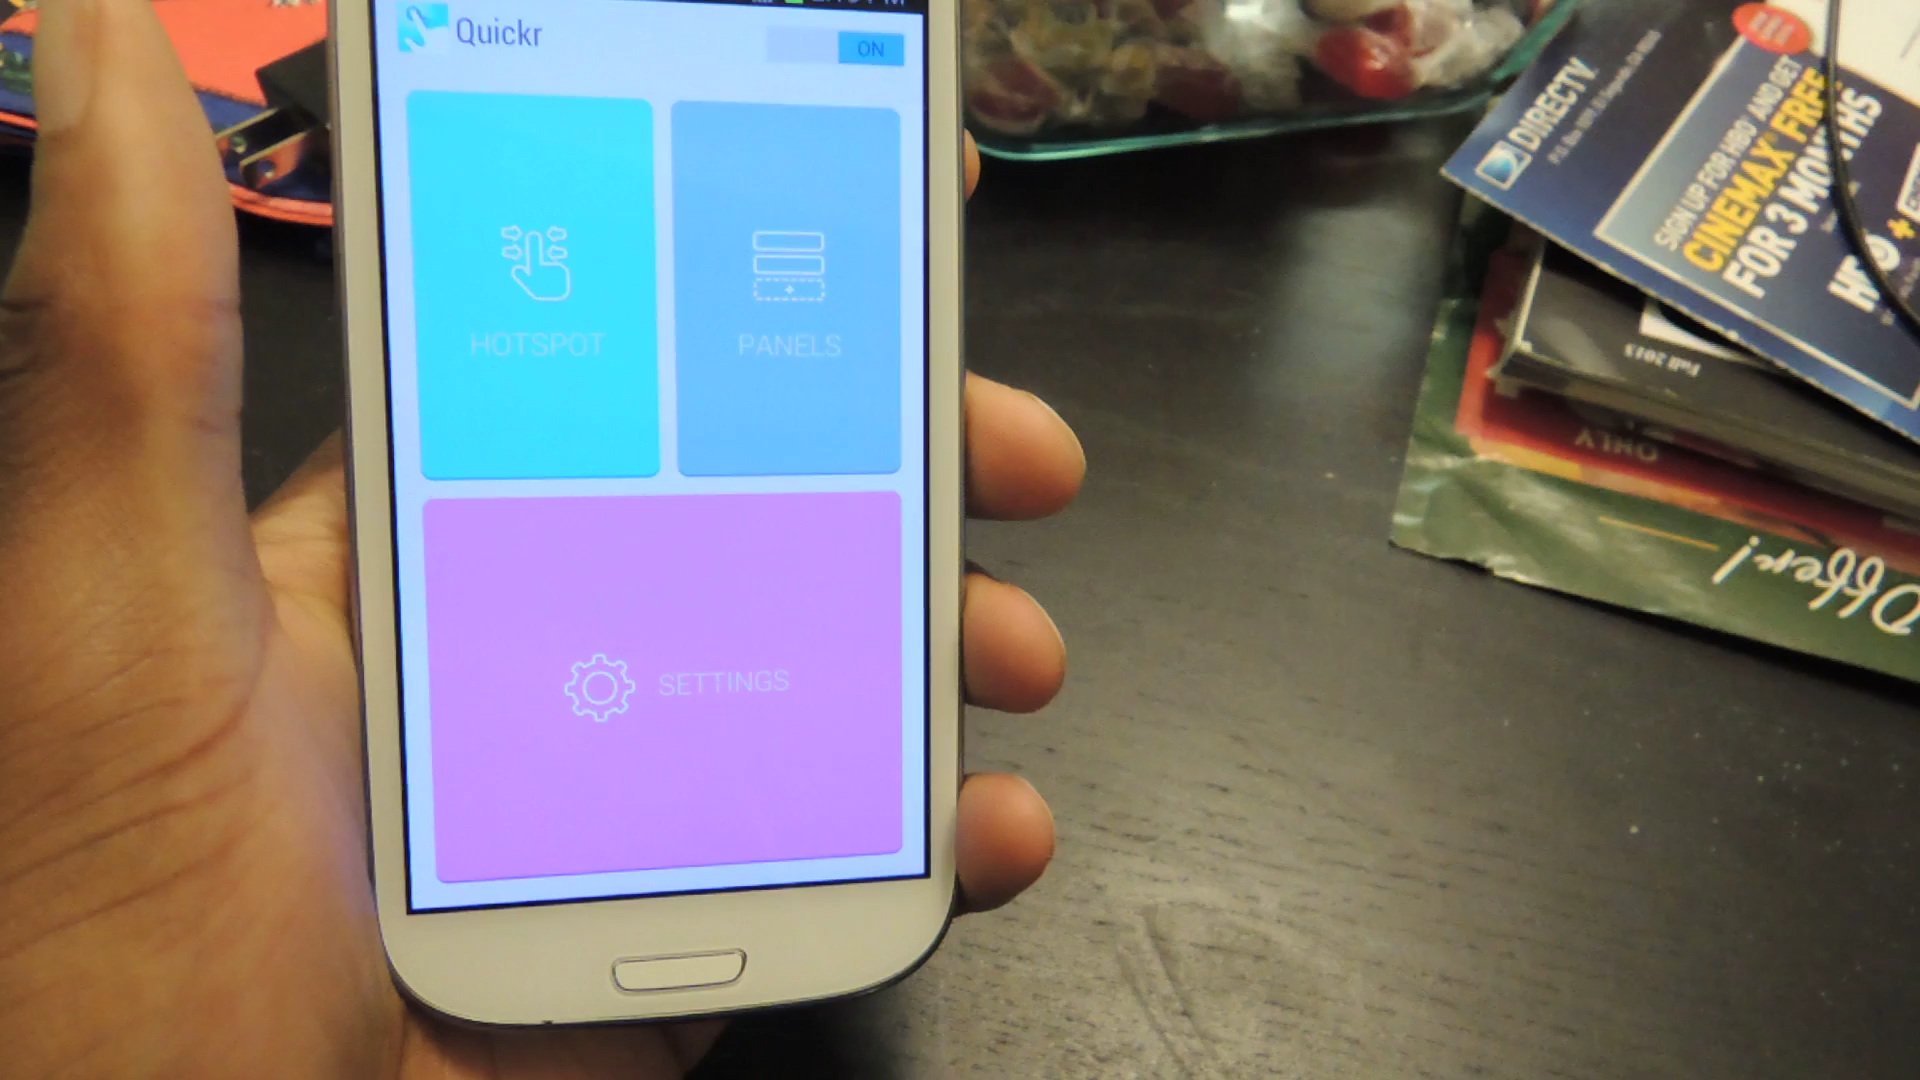 Quickr
ON
HOTSPOT
PANELS
SETTINGS
DIRECTV
SIGN UP FOR HBO® AND GET
CINEMAX® FREE
FOR 3 MONTHS
HBO +
Fall 2013
ONLY
Offer!